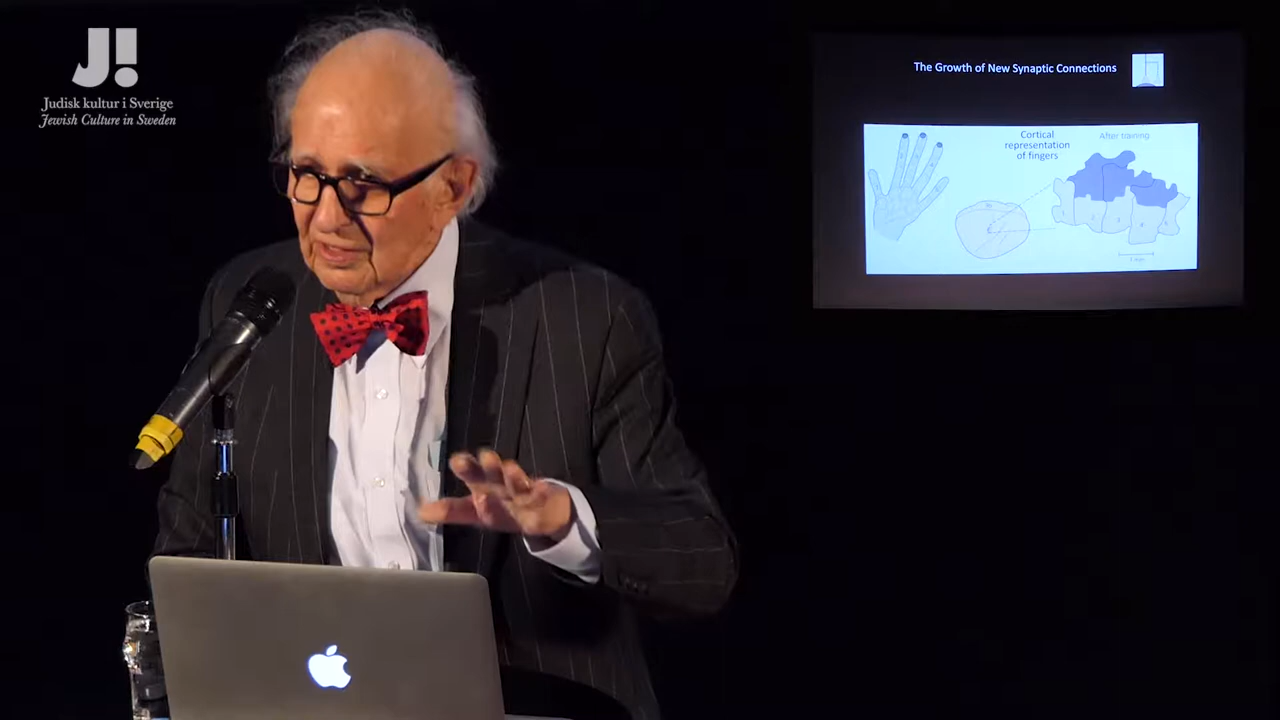 J!
Judisk kultur i Sverige
Jewish Culture in Sweden
The Growth of New Synaptic Connections
Cortical
representation
of fingers
After training